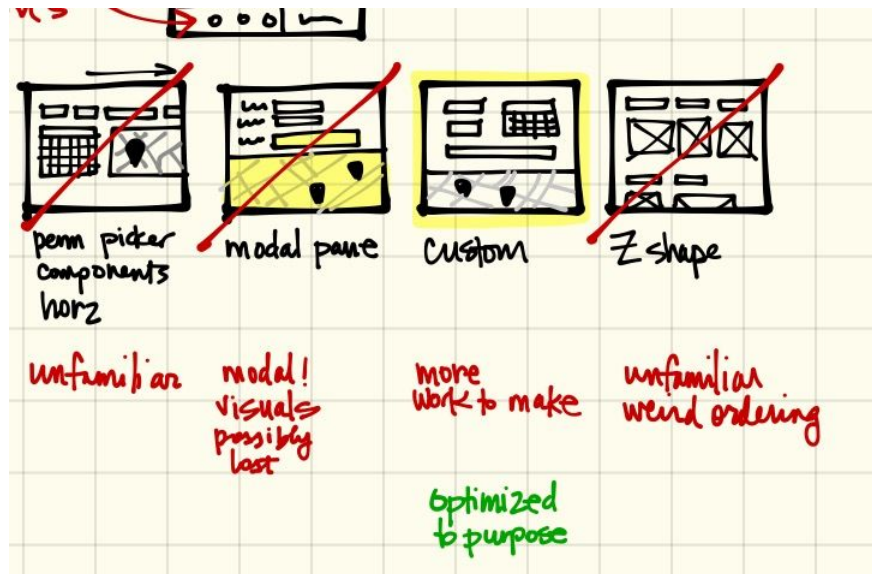 perm picker
components
horz
modal pane
custom
Z shape
unfamiliar
modal!
visuals
possibly
lost
more
work to make
unfamiliar
weird ordering
optimized
to purpose